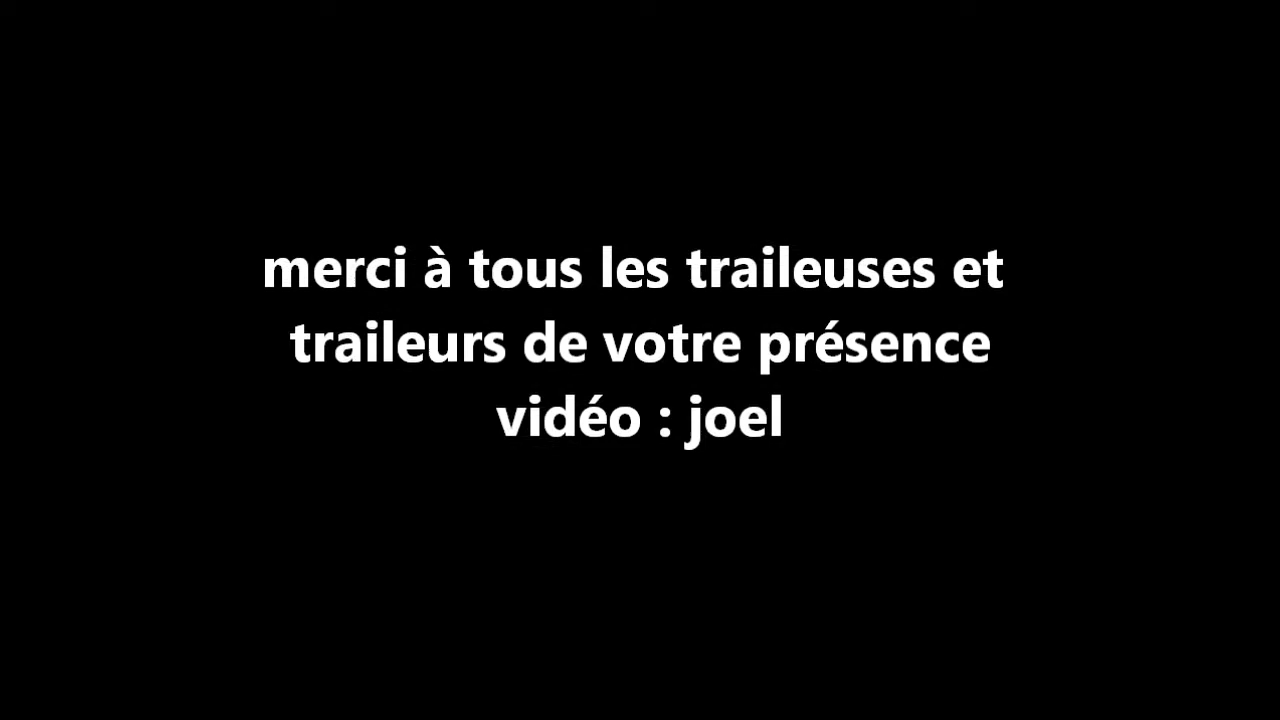 merci à tous les traileuses et
traileurs de votre présence
vidéo : joel